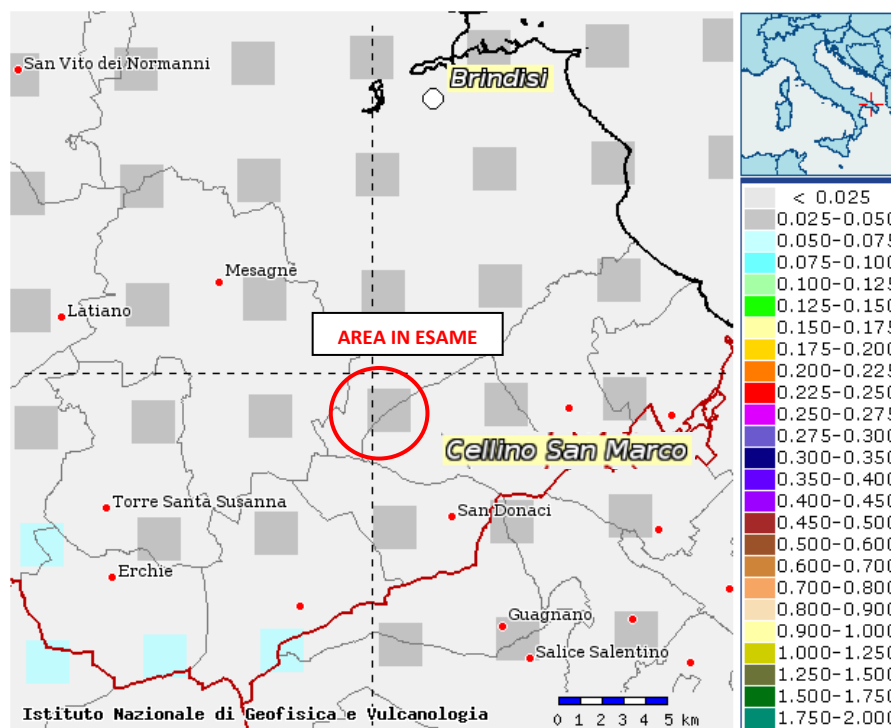 San Vito dei Normanni
Brindisi
Mesagne
Latiano
AREA IN ESAME
Cellino San Marco
Torre Santa Susanna
San Donaci
Erchie
Guagnano
Salice Salentino
Istituto Nazionale di Geofisica e Vulcanologia
0 1 2 3 4 5 km
< 0.025
0.025-0.050
0.050-0.075
0.075-0.100
0.100-0.125
0.125-0.150
0.150-0.175
0.175-0.200
0.200-0.225
0.225-0.250
0.250-0.275
0.275-0.300
0.300-0.350
0.350-0.400
0.400-0.450
0.450-0.500
0.500-0.600
0.600-0.700
0.700-0.800
0.800-0.900
0.900-1.000
1.000-1.250
1.250-1.500
1.500-1.750
1.750-2.000